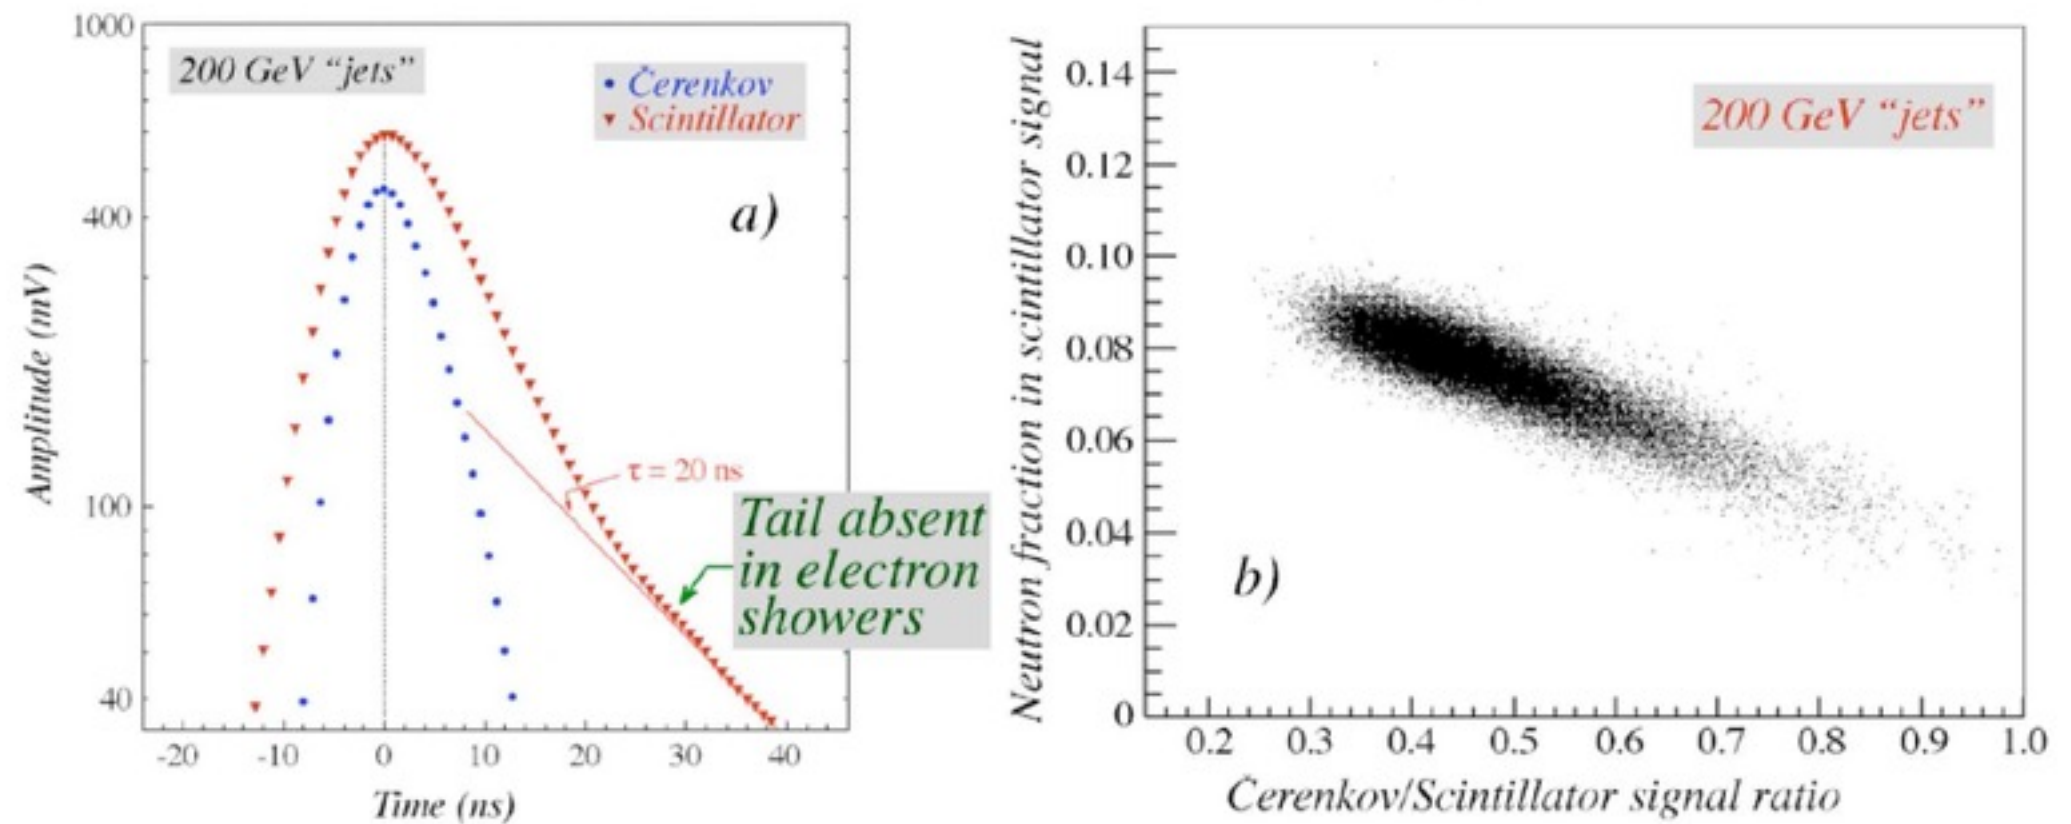 200 GeV “jets”
Čerenkov
Scintillator
a)
τ = 20 ns
Tail absent
in electron
showers
Amplitude (mV)
1000
400
100
40
-20 -10 0 10 20 30 40
Time (ns)
200 GeV “jets”
b)
Neutron fraction in scintillator signal
0.14
0.12
0.10
0.08
0.06
0.04
0.02
0
0.2 0.3 0.4 0.5 0.6 0.7 0.8 0.9 1.0
Čerenkov/Scintillator signal ratio